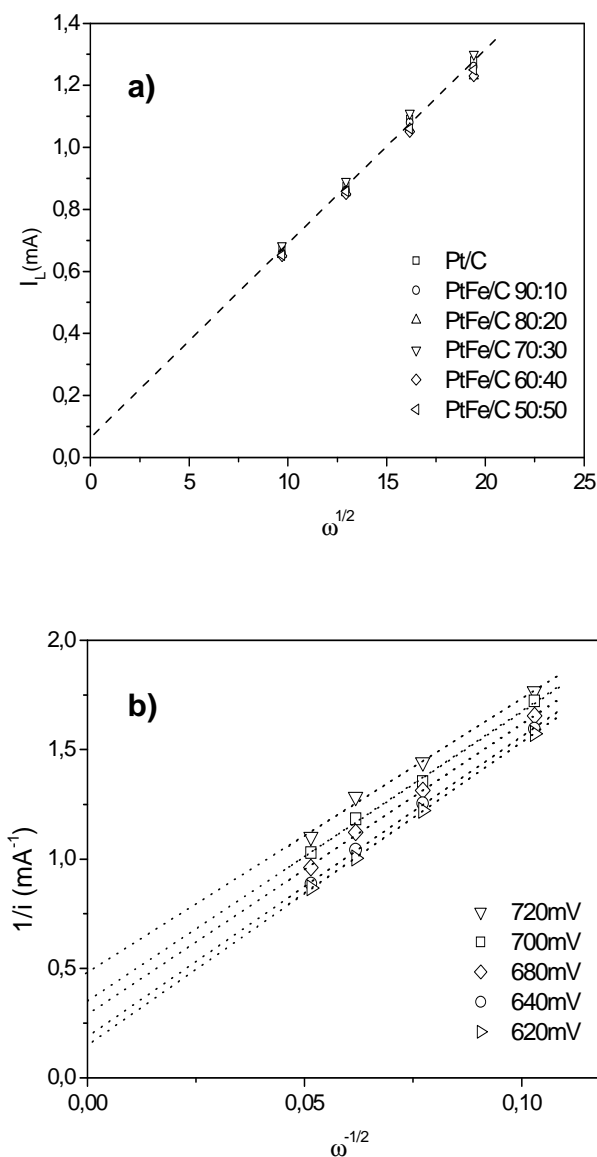 a)
1,4
1,2
1,0
0,8
0,6
0,4
0,2
0,0
I_L(mA)
Pt/C
PtFe/C 90:10
PtFe/C 80:20
PtFe/C 70:30
PtFe/C 60:40
PtFe/C 50:50
0 5 10 15 20 25
ω^1/2
b)
2,0
1,5
1,0
0,5
0,0
1/i (mA^-1)
720mV
700mV
680mV
640mV
620mV
0,00 0,05 0,10
ω^-1/2